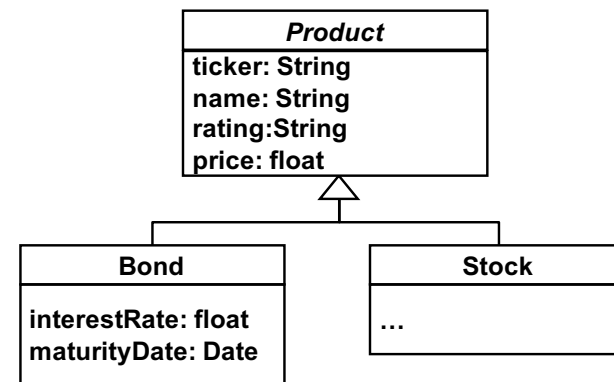 Product
ticker: String
name: String
rating:String
price: float
Bond
interestRate: float
maturityDate: Date
Stock
...